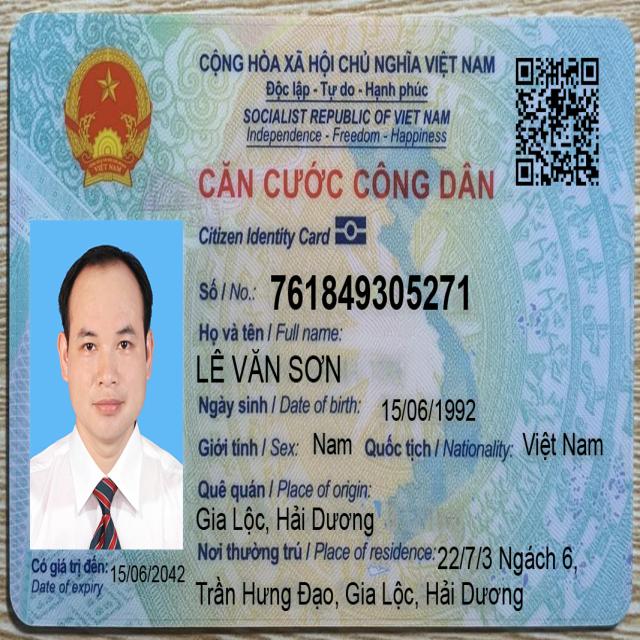 CỘNG HÒA XÃ HỘI CHỦ NGHĨA VIỆT NAM
Độc lập - Tự do - Hạnh phúc
SOCIALIST REPUBLIC OF VIET NAM
Independence - Freedom - Happiness
VIỆT NAM
CĂN CƯỚC CÔNG DÂN
Citizen Identity Card
Số / No.: 761849305271
Họ và tên / Full name:
LÊ VĂN SƠN
Ngày sinh / Date of birth: 15/06/1992
Giới tính / Sex: Nam Quốc tịch / Nationality: Việt Nam
Quê quán / Place of origin:
Gia Lộc, Hải Dương
Nơi thường trú / Place of residence: 22/7/3 Ngách 6,
Trần Hưng Đạo, Gia Lộc, Hải Dương
Có giá trị đến: 15/06/2042
Date of expiry